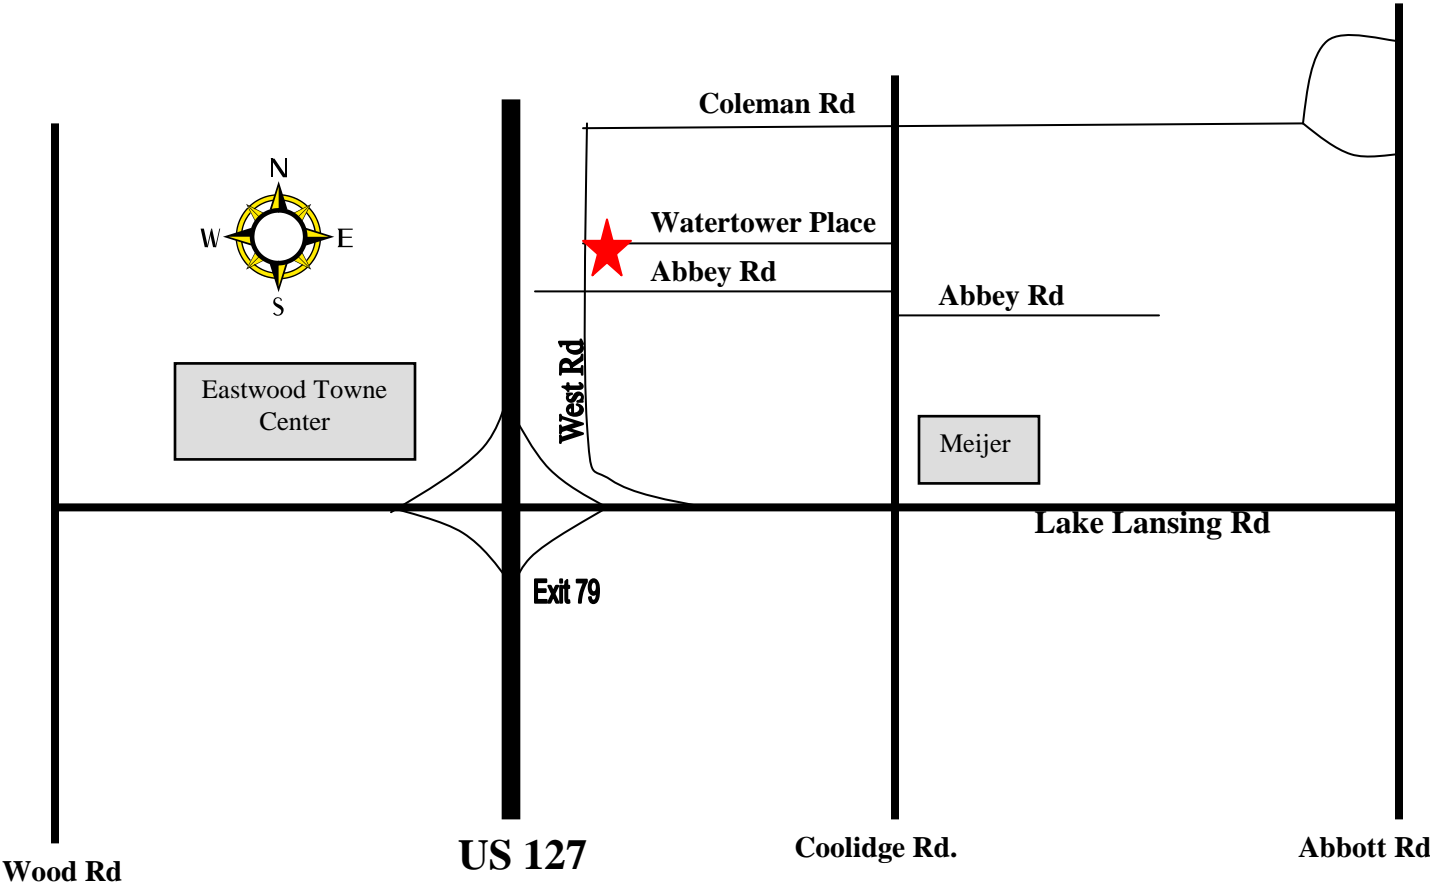 Coleman Rd
N
W
E
S
Watertower Place
Abbey Rd
Abbey Rd
West Rd
Eastwood Towne
Center
Meijer
Lake Lansing Rd
Exit 79
US 127
Coolidge Rd.
Abbott Rd
Wood Rd